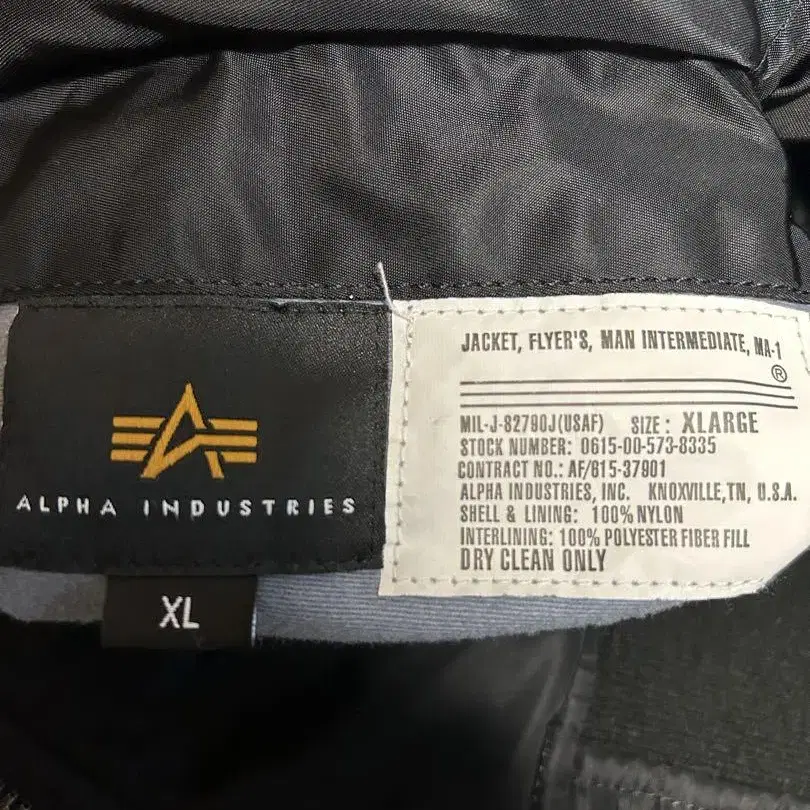 ALPHA INDUSTRIES
XL
JACKET, FLYER'S, MAN INTERMEDIATE, MA-1
®
MIL-J-82790J(USAF) SIZE: XLARGE
STOCK NUMBER: 0615-00-573-8335
CONTRACT NO.: AF/615-37801
ALPHA INDUSTRIES, INC. KNOXVILLE,TN, U.S.A.
SHELL & LINING: 100% NYLON
INTERLINING: 100% POLYESTER FIBER FILL
DRY CLEAN ONLY